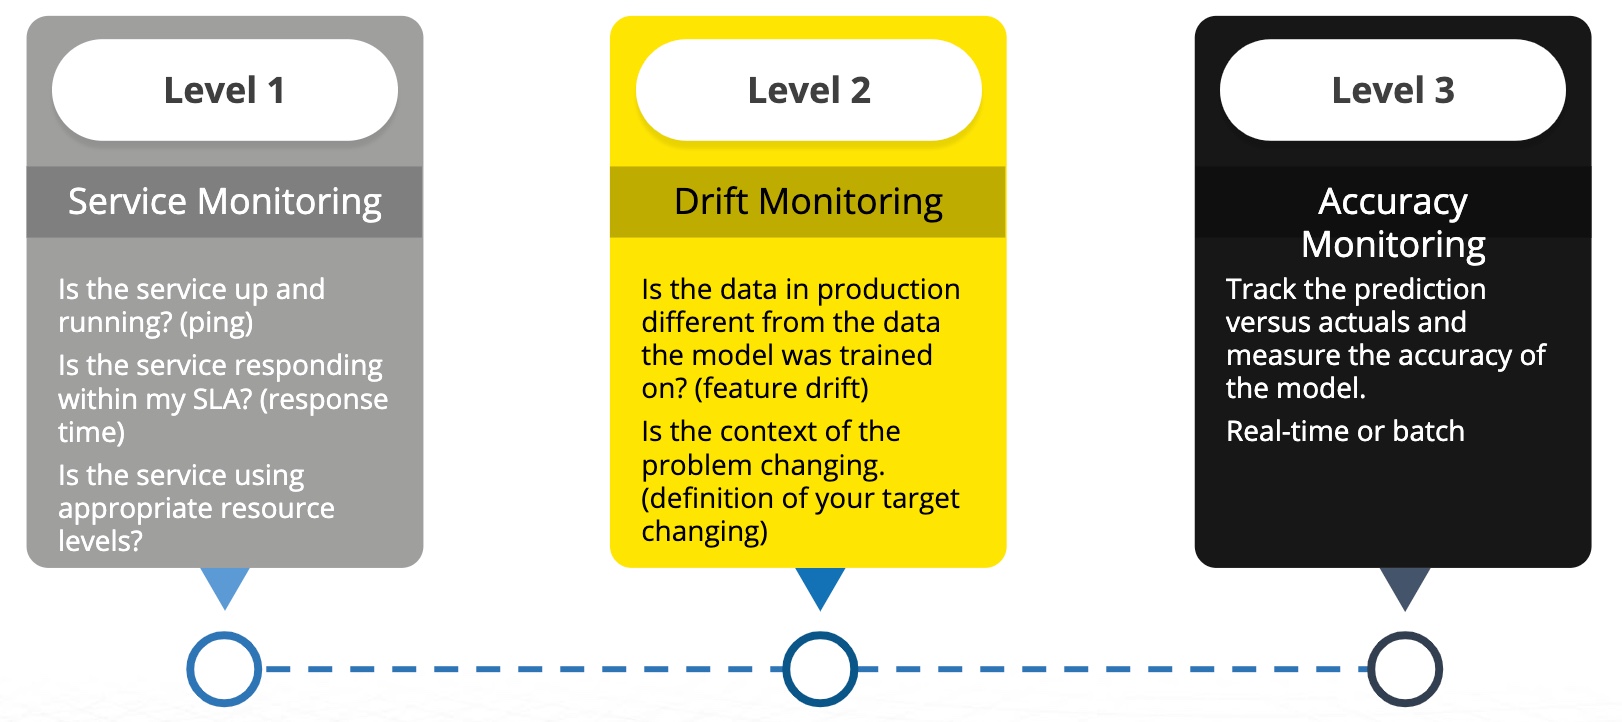 Level 1
Service Monitoring
Is the service up and
running? (ping)
Is the service responding
within my SLA? (response
time)
Is the service using
appropriate resource
levels?
Level 2
Drift Monitoring
Is the data in production
different from the data
the model was trained
on? (feature drift)
Is the context of the
problem changing.
(definition of your target
changing)
Level 3
Accuracy
Monitoring
Track the prediction
versus actuals and
measure the accuracy of
the model.
Real-time or batch